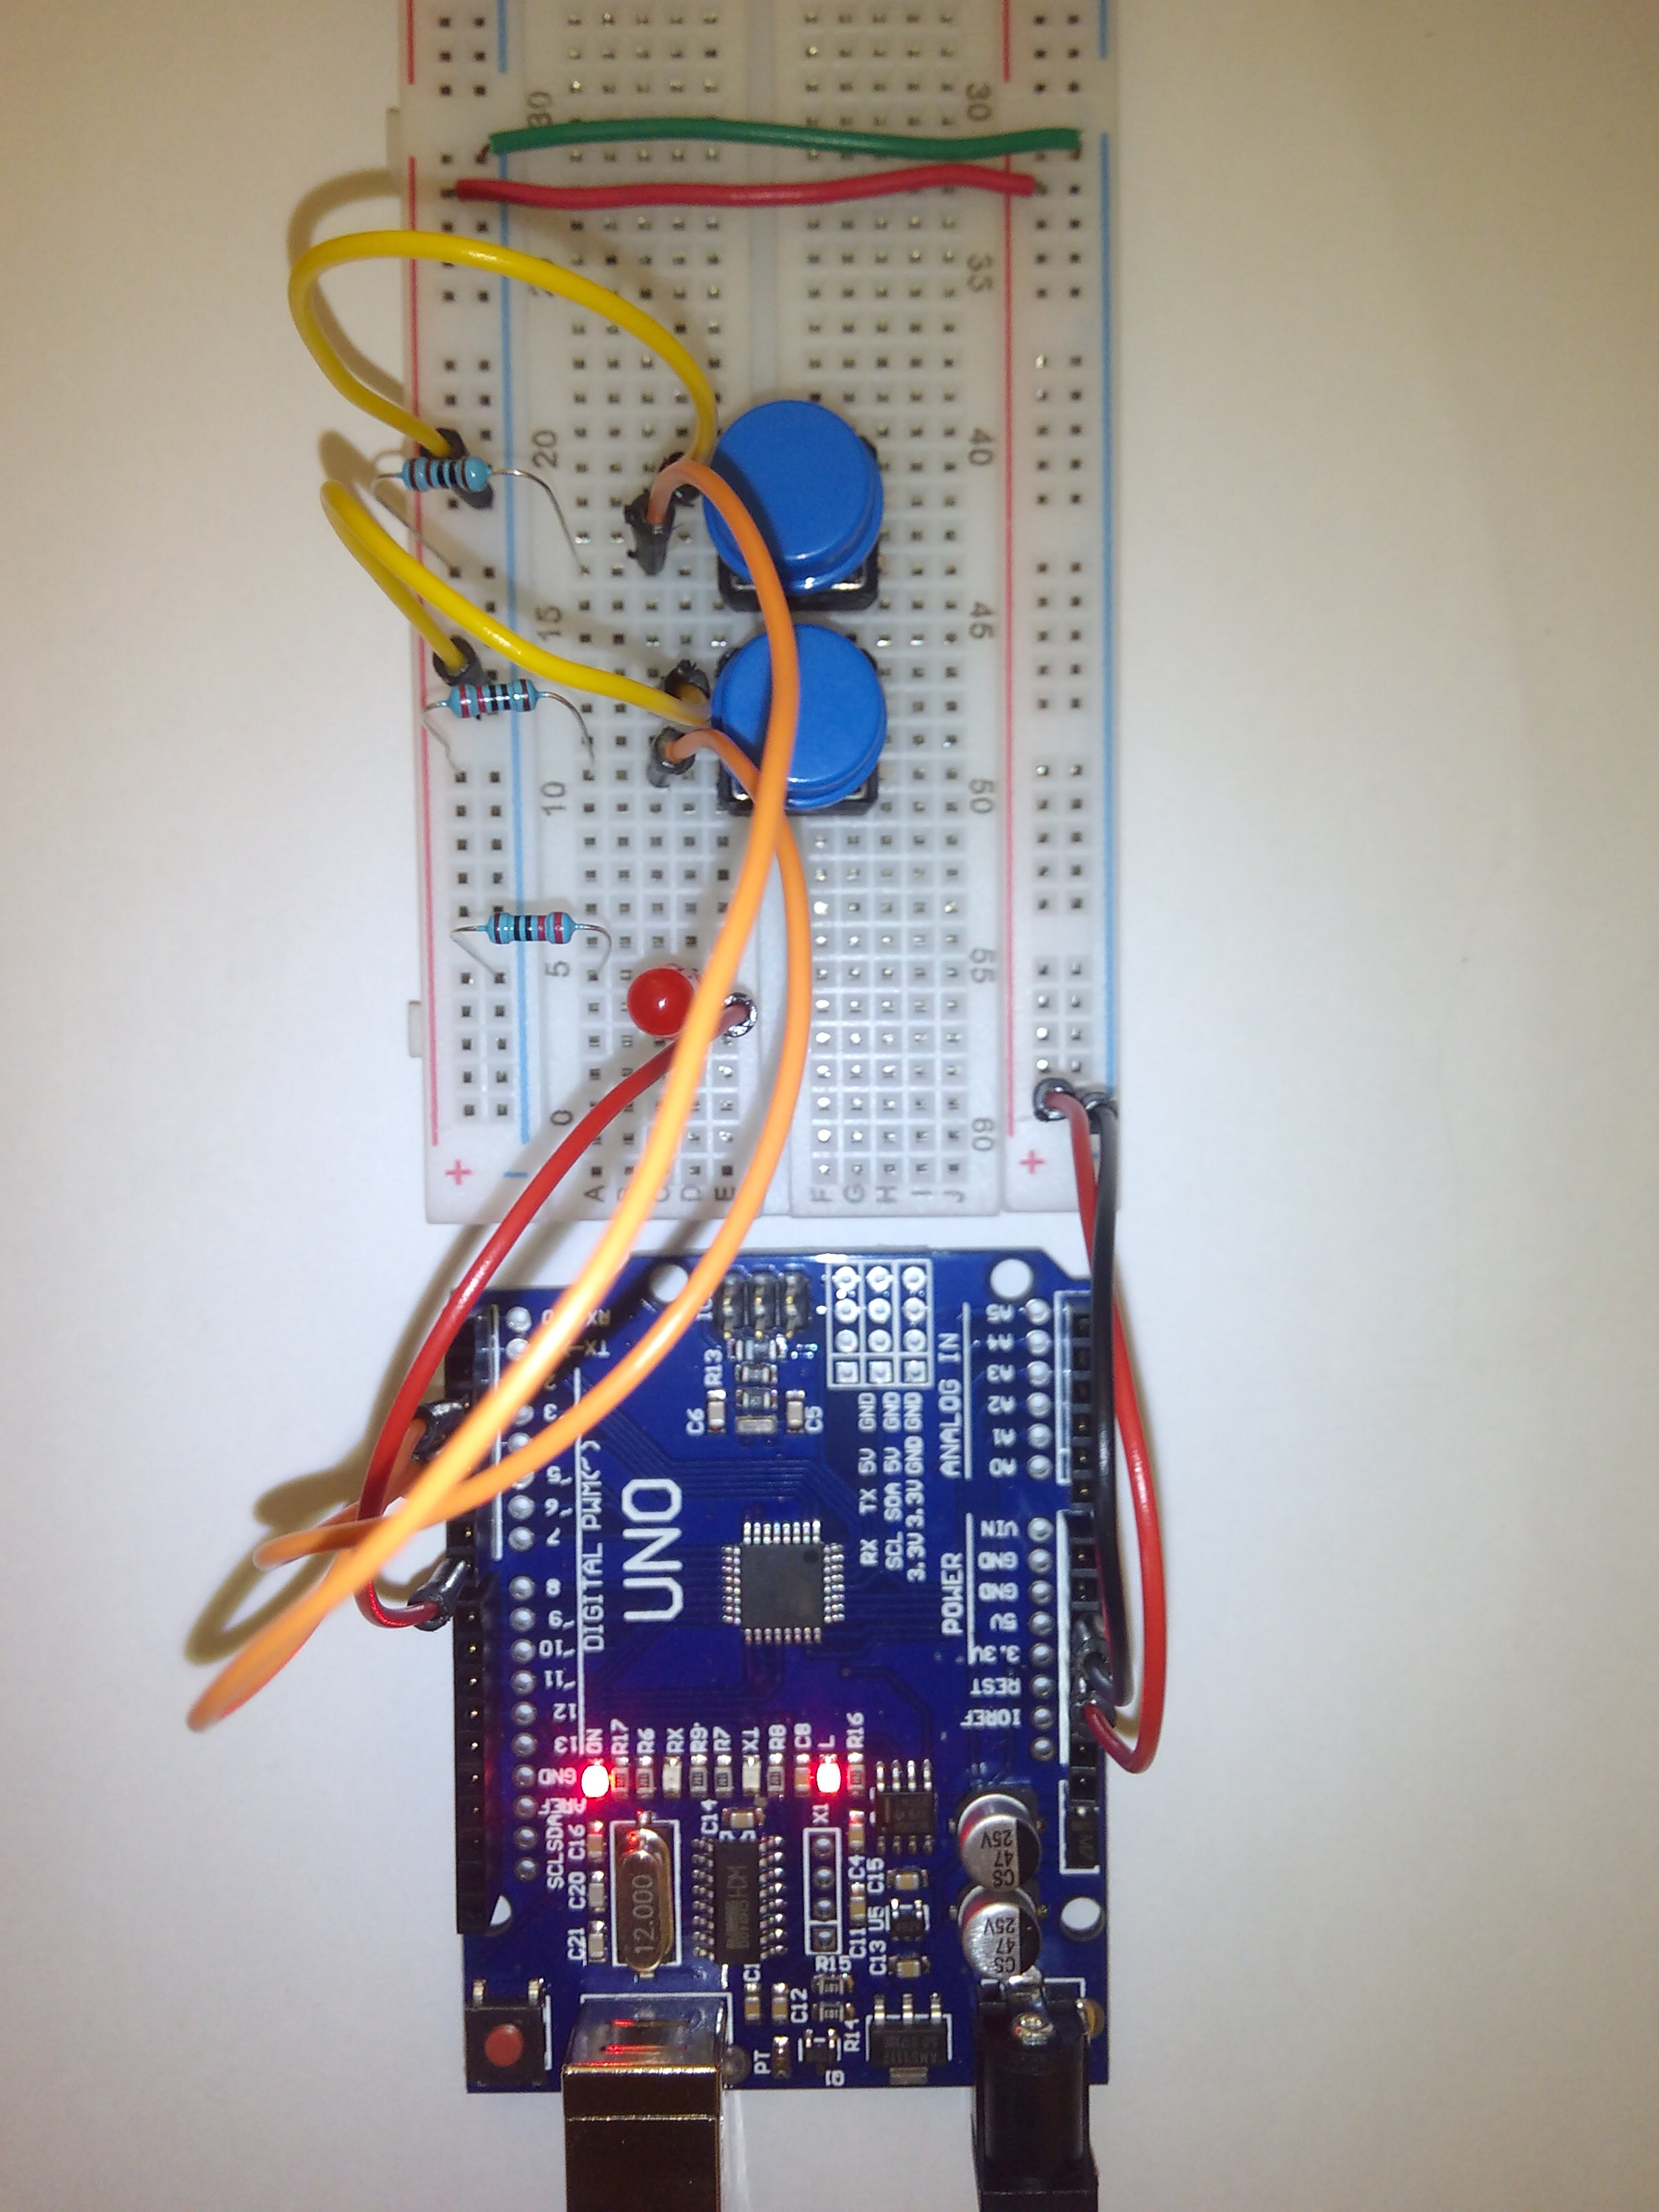 SCL SDA AREF GND 13 12 ~11 ~10 ~9 8 7 ~6 ~5 3 2
C21 C20 C16
ON
DIGITAL PWM(~)
TX
RX
R17
12.000
UNO
R6
RX
R9
C14
R7
C6
R13
TX
PT
R8
C12
C8
C5
X1
L
R15
R14
R16
C11 C4
C13 U5 C15
RX TX 5V GND
SCL SDA 5V GND
3.3V 3.3V GND GND
POWER
ANALOG IN
IOREF REST 3.3V 5V GND GND VIN
A0 A1 A2 A3 A4 A5
CS
47
25V
CS
47
25V
+
-
0 5 10 15 20 30
A
C
D
E
F
G
H
I
J
60 55 50 45 40 35 30
+